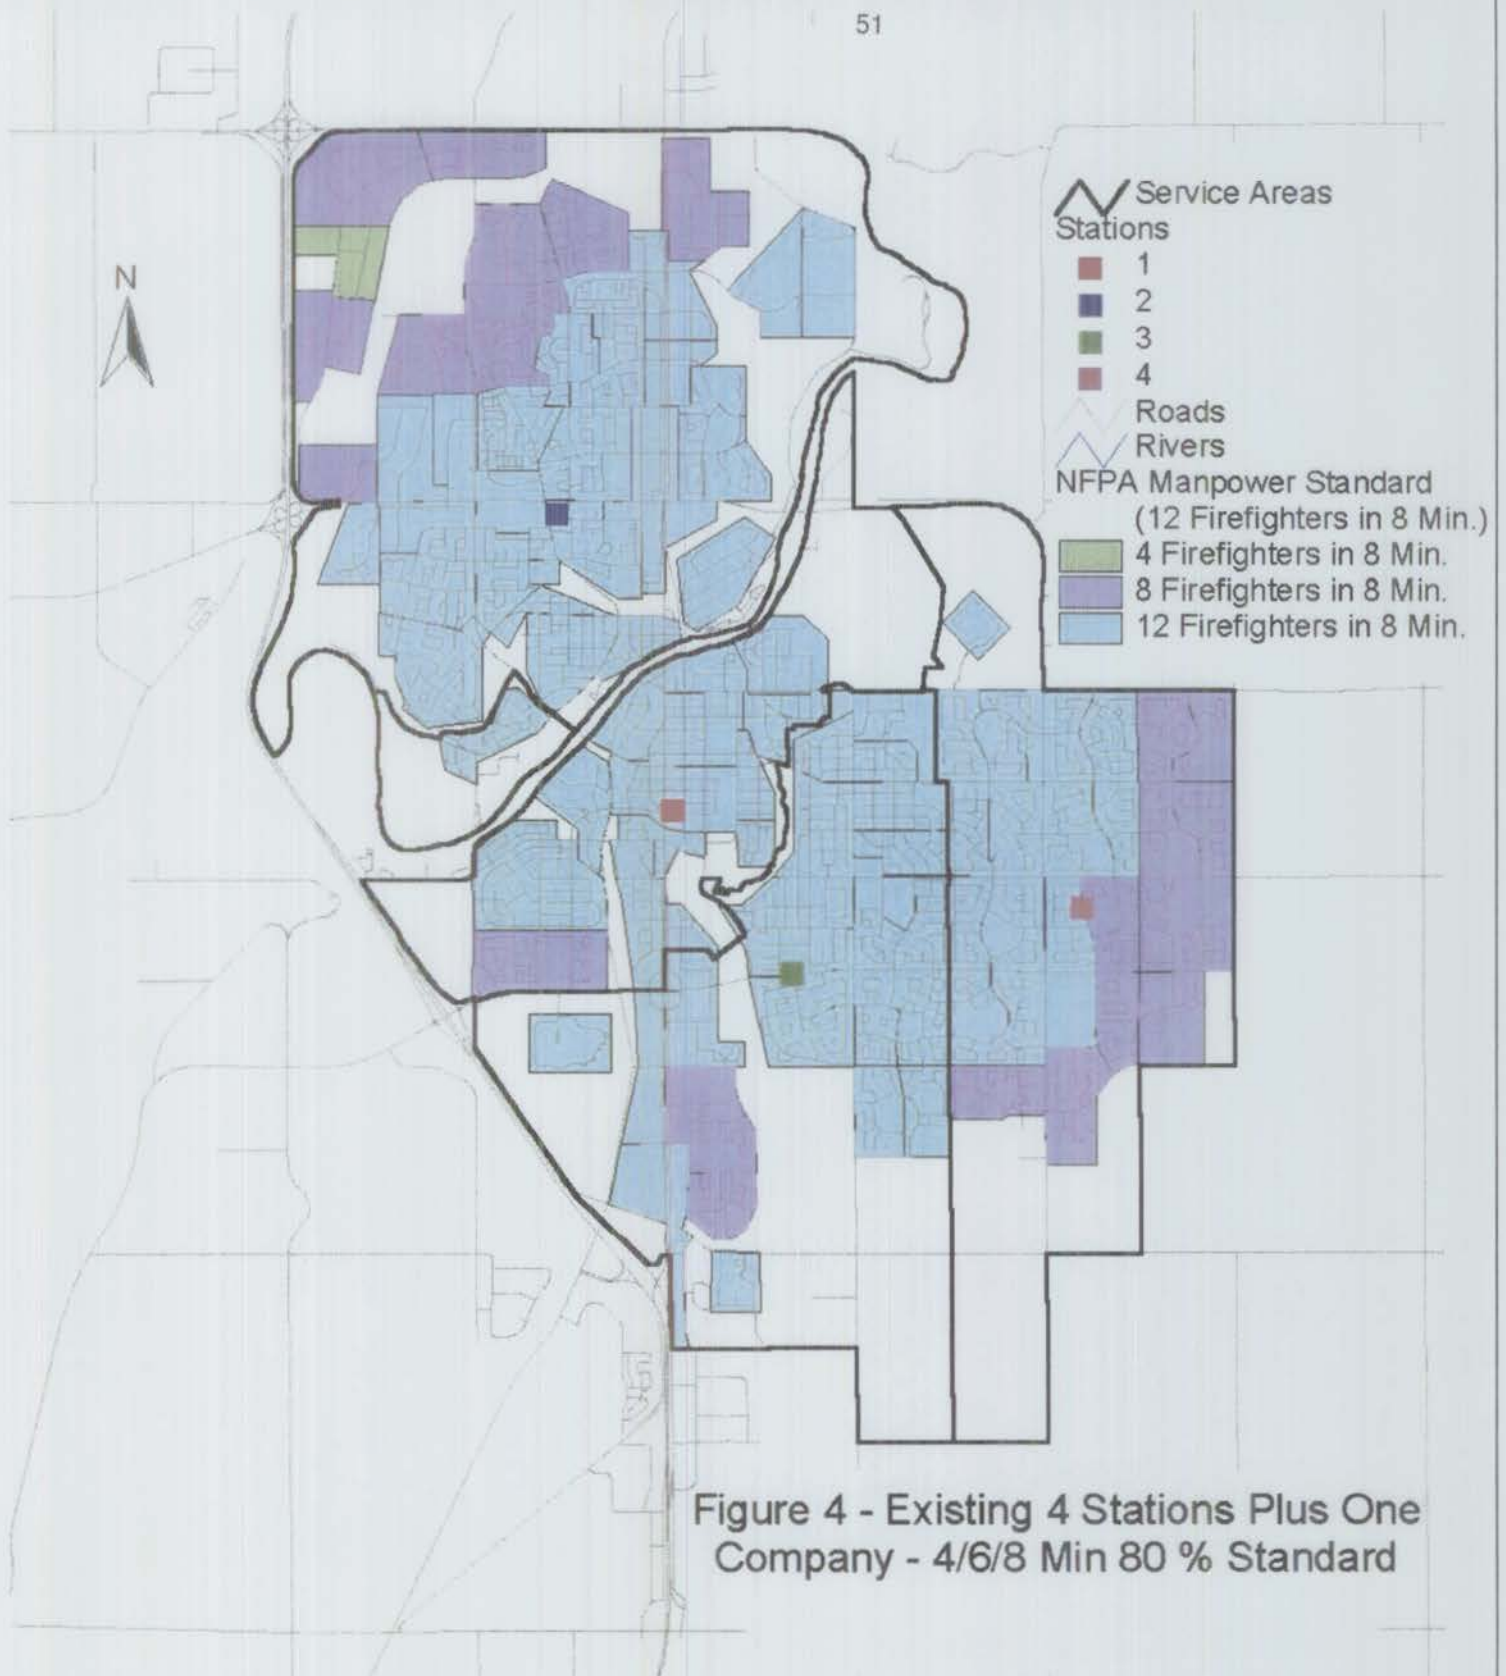 51
N
Service Areas
Stations
1
2
3
4
Roads
Rivers
NFPA Manpower Standard
(12 Firefighters in 8 Min.)
4 Firefighters in 8 Min.
8 Firefighters in 8 Min.
12 Firefighters in 8 Min.
Figure 4 - Existing 4 Stations Plus One
Company - 4/6/8 Min 80 % Standard